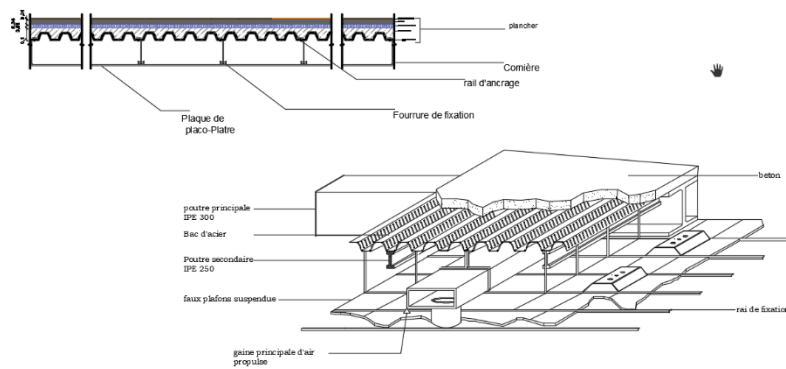 plancher
Cornière
rail d'ancrage
Fourrure de fixation
Plaque de
placo-Platre
beton
poutre principale
IPE 300
Bac d'acier
Poutre secondaire
IPE 250
faux plafons suspendue
rai de fixation
gaine principale d'air
propulse